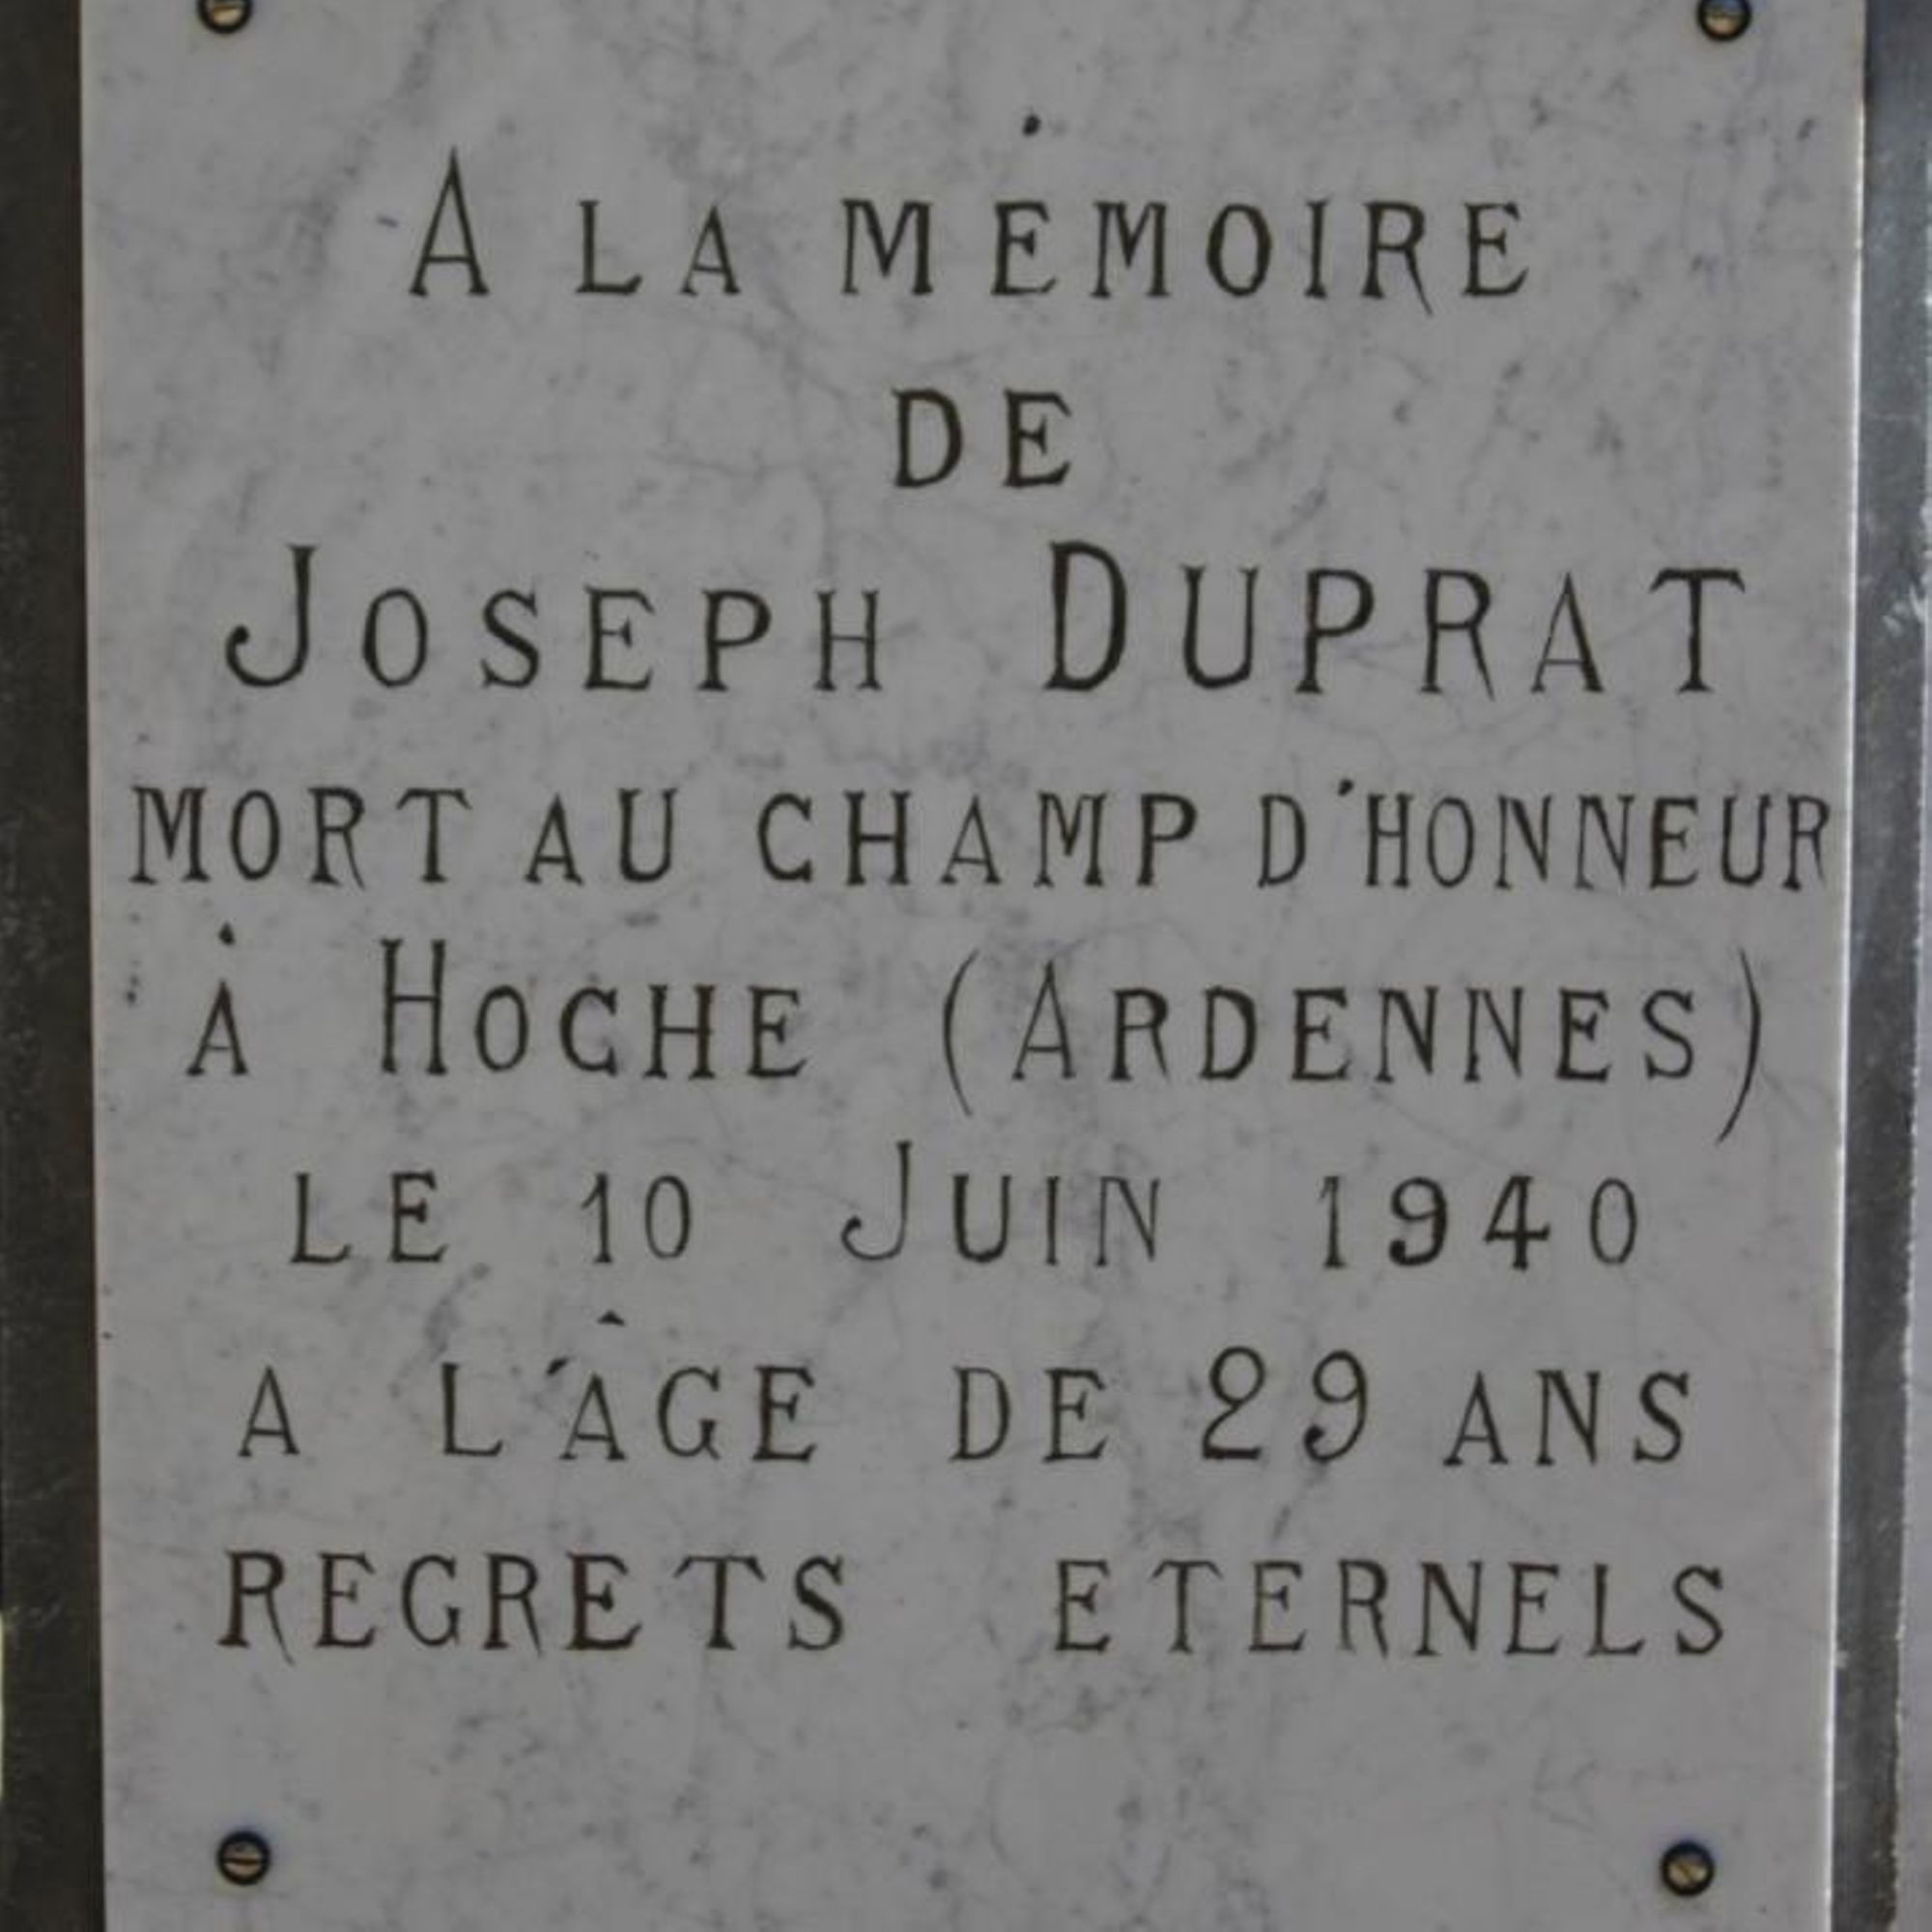 A LA MÉMOIRE
DE
JOSEPH DUPRAT
MORT AU CHAMP D'HONNEUR
À HOCHE (ARDENNES)
LE 10 JUIN 1940
A L'ÂGE DE 29 ANS
REGRETS ETERNELS